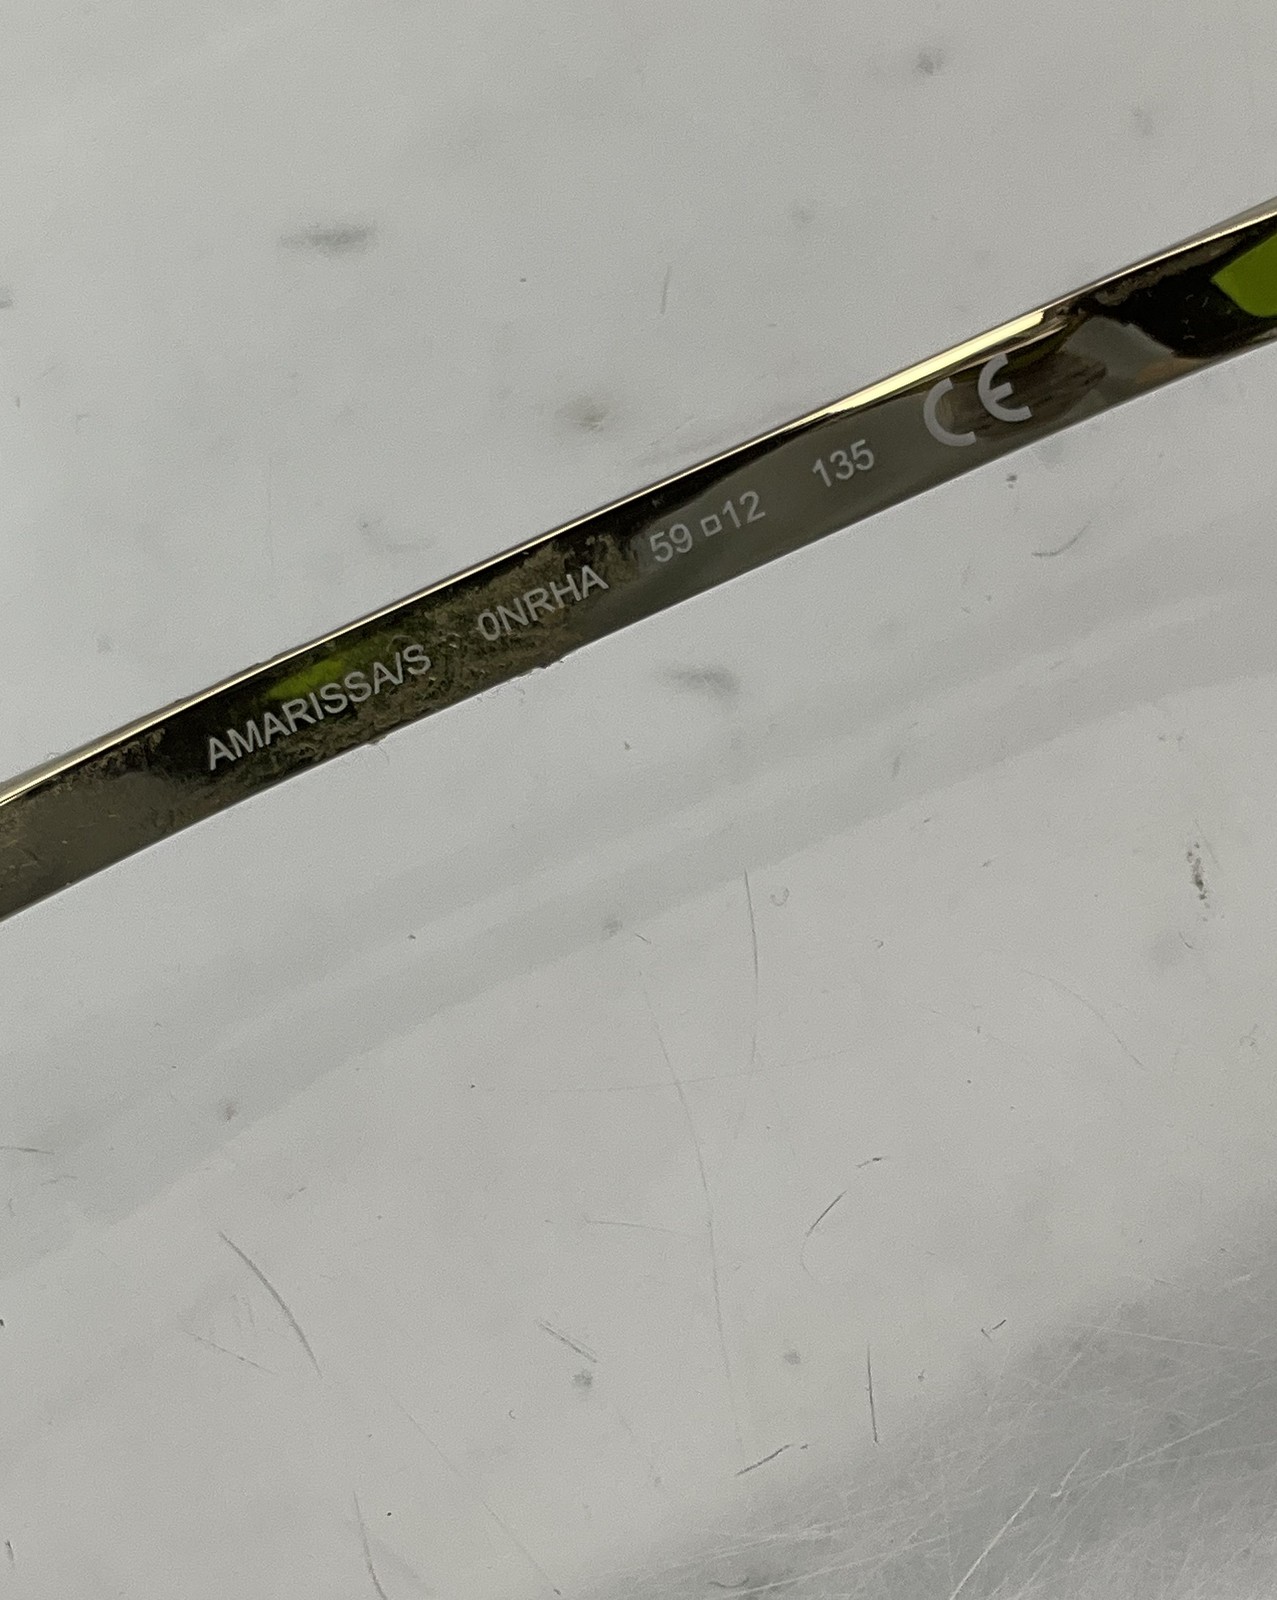 AMARISSA/S 0NRHA 59□12 135 CE